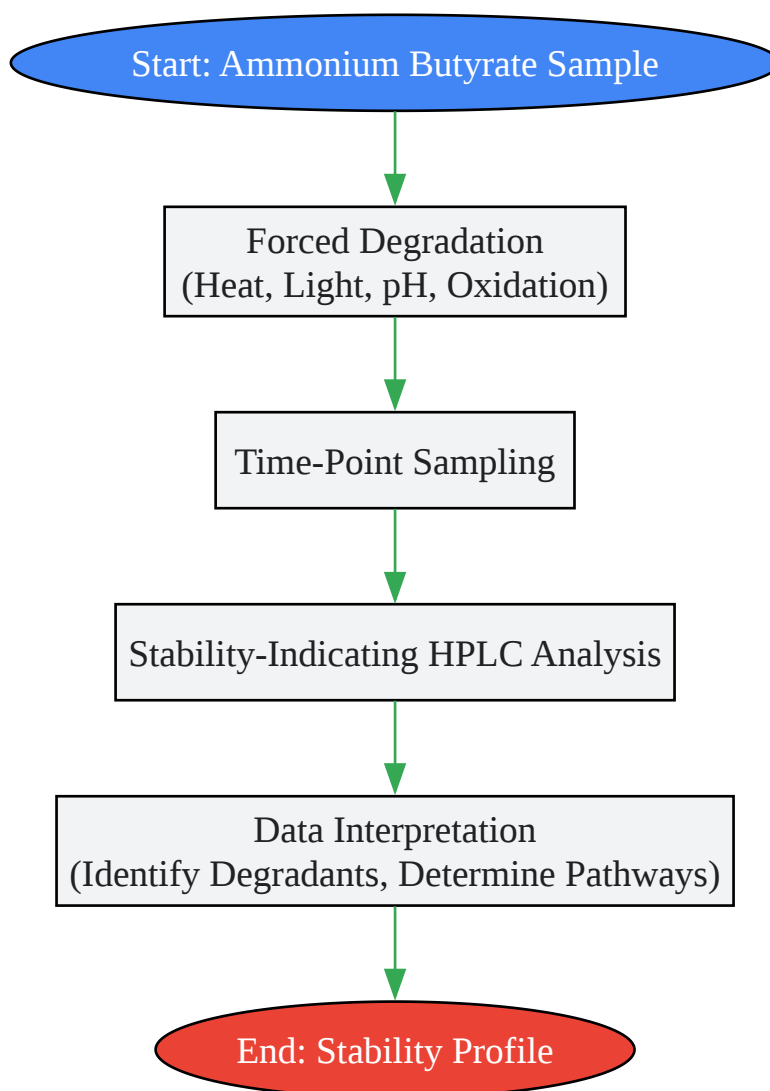 Start: Ammonium Butyrate Sample
Forced Degradation
(Heat, Light, pH, Oxidation)
Time-Point Sampling
Stability-Indicating HPLC Analysis
Data Interpretation
(Identify Degradants, Determine Pathways)
End: Stability Profile